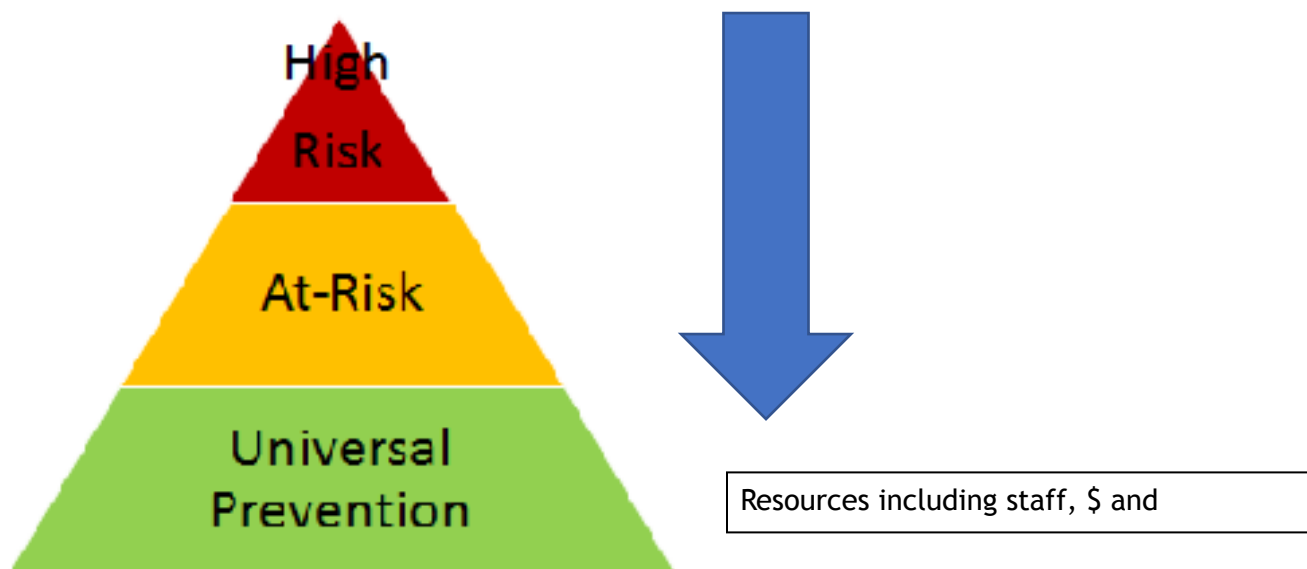 High
Risk
At-Risk
Universal
Prevention
Resources including staff, $ and